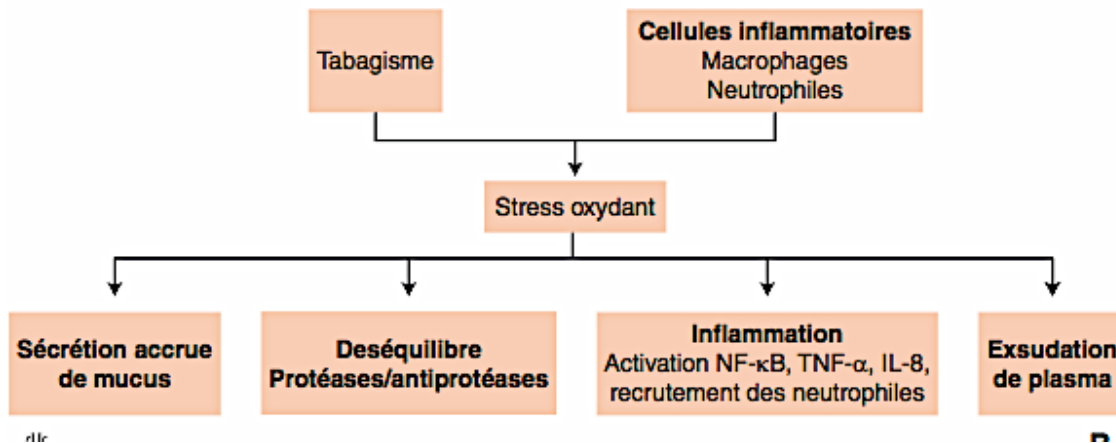 Tabagisme
Cellules inflammatoires
Macrophages
Neutrophiles
Stress oxydant
Sécrétion accrue
de mucus
Deséquilibre
Protéases/antiprotéases
Inflammation
Activation NF-κB, TNF-α, IL-8,
recrutement des neutrophiles
Exsudation
de plasma